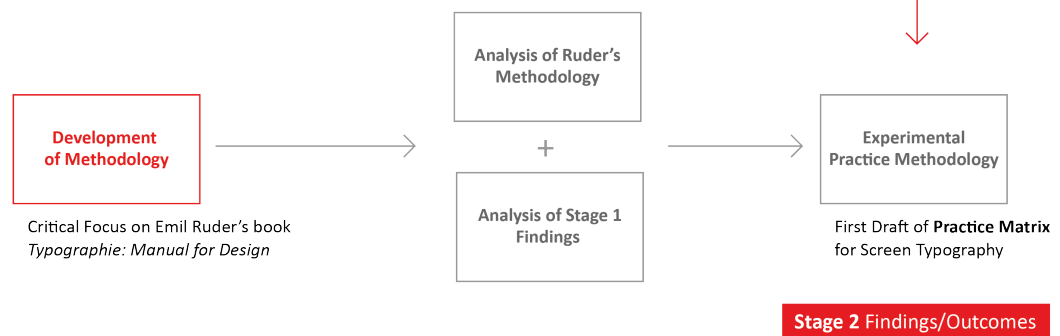 Development
of Methodology
Critical Focus on Emil Ruder's book
Typographie: Manual for Design
Analysis of Ruder's
Methodology
+
Analysis of Stage 1
Findings
Experimental
Practice Methodology
First Draft of Practice Matrix
for Screen Typography
Stage 2 Findings/Outcomes